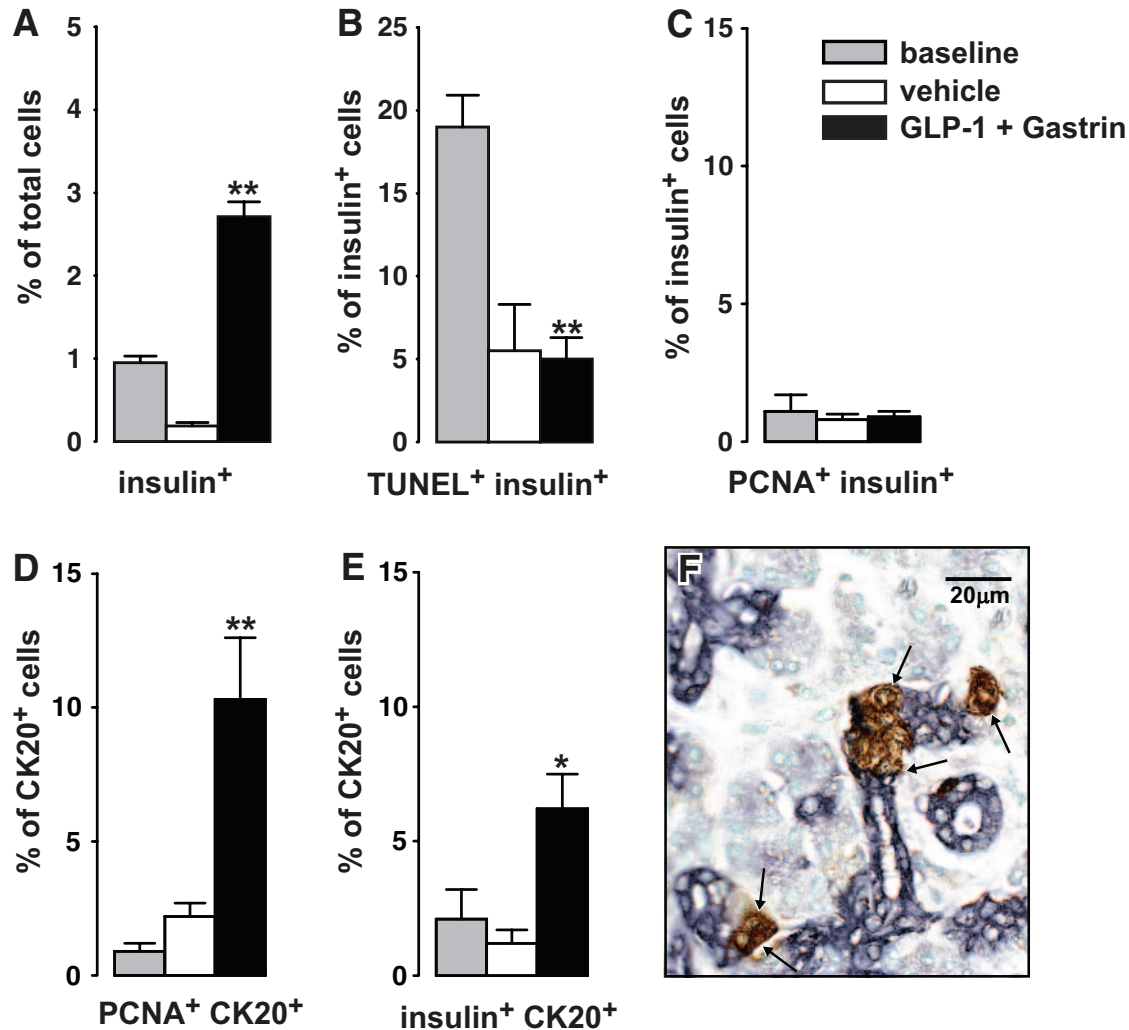 A
% of total cells
5
4
3
2
1
0
**
insulin⁺
B
% of insulin⁺ cells
25
20
15
10
5
0
**
TUNEL⁺ insulin⁺
C
% of insulin⁺ cells
15
10
5
0
PCNA⁺ insulin⁺
baseline
vehicle
GLP-1 + Gastrin
D
% of CK20⁺ cells
15
10
5
0
**
PCNA⁺ CK20⁺
E
% of CK20⁺ cells
15
10
5
0
*
insulin⁺ CK20⁺
F
20μm